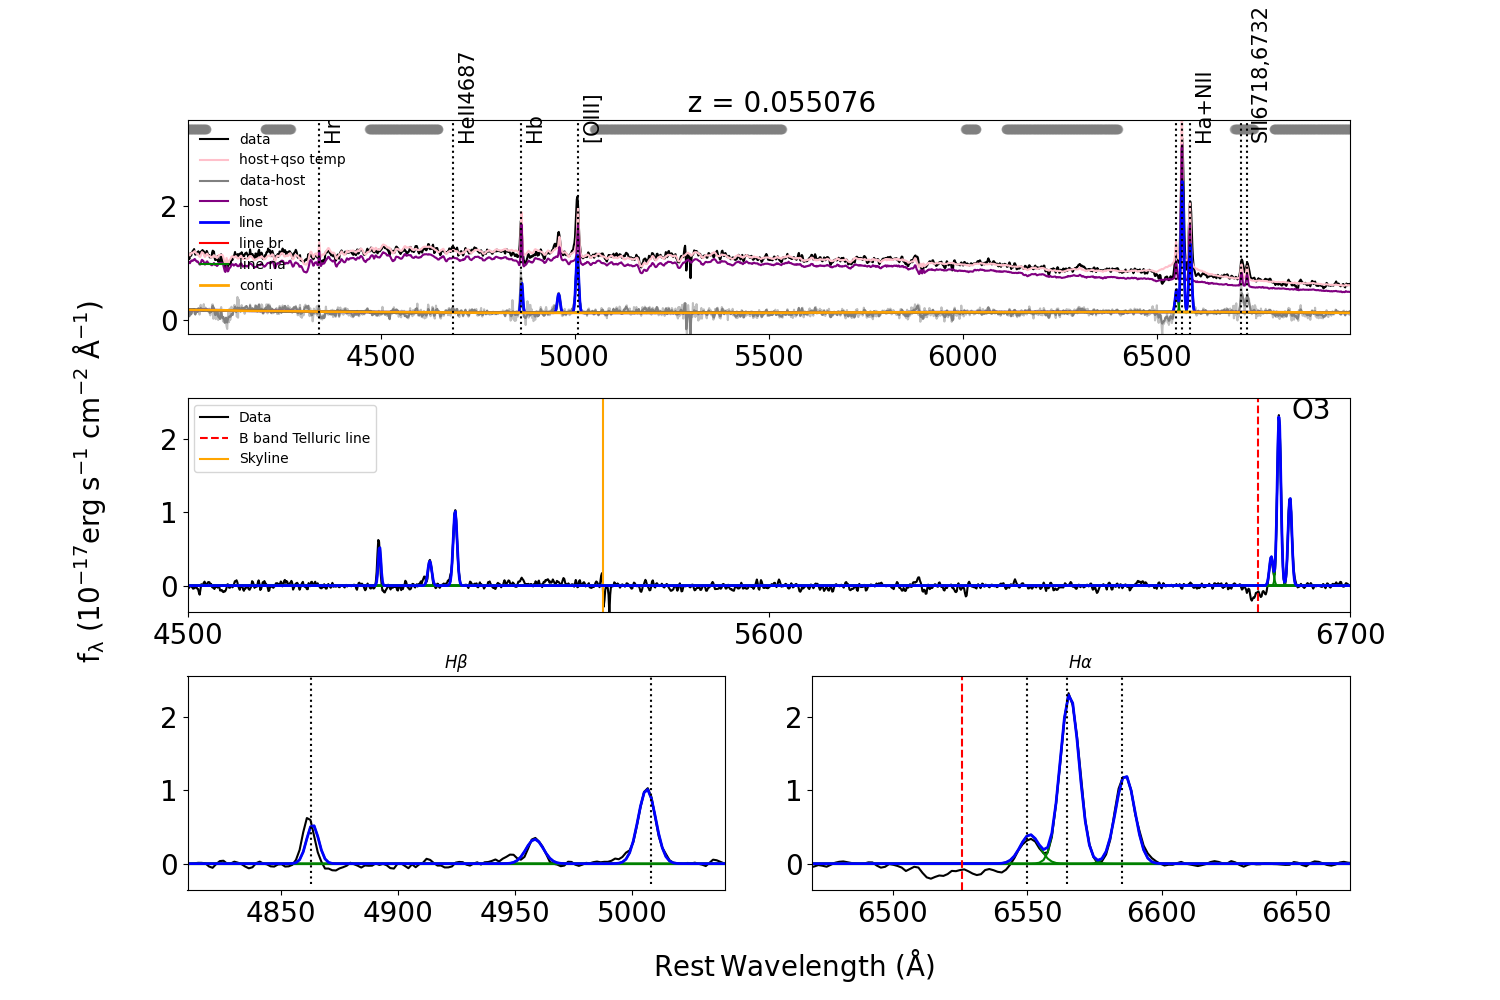 z = 0.055076
Hr
HeII4687
Hb
[OIII]
Ha+NII
SII6718,6732
data
host+qso temp
data-host
host
line
line br
line na
conti
2
0
4500 5000 5500 6000 6500
f_λ (10⁻¹⁷erg s⁻¹ cm⁻² Å⁻¹)
Data
B band Telluric line
Skyline
O3
2
1
0
4500 5600 6700
Hβ
2
1
0
4850 4900 4950 5000
Hα
2
1
0
6500 6550 6600 6650
Rest Wavelength (Å)